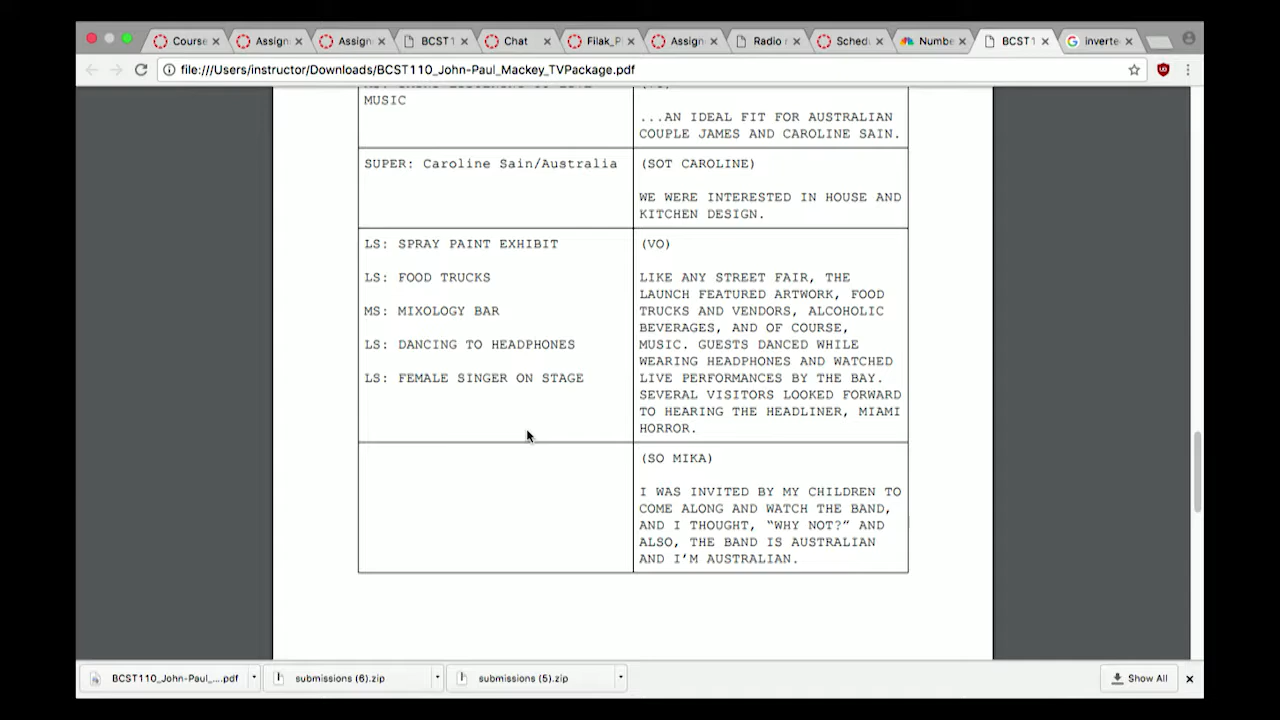 Course
Assign
Assign
BCST1
Chat
Filak_P
Assign
Radio r
Sched
Numbe
BCST1
inverte
file:///Users/instructor/Downloads/BCST110_John-Paul_Mackey_TVPackage.pdf
MUSIC
...AN IDEAL FIT FOR AUSTRALIAN
COUPLE JAMES AND CAROLINE SAIN.
SUPER: Caroline Sain/Australia
(SOT CAROLINE)
WE WERE INTERESTED IN HOUSE AND
KITCHEN DESIGN.
LS: SPRAY PAINT EXHIBIT
LS: FOOD TRUCKS
MS: MIXOLOGY BAR
LS: DANCING TO HEADPHONES
LS: FEMALE SINGER ON STAGE
(VO)
LIKE ANY STREET FAIR, THE
LAUNCH FEATURED ARTWORK, FOOD
TRUCKS AND VENDORS, ALCOHOLIC
BEVERAGES, AND OF COURSE,
MUSIC. GUESTS DANCED WHILE
WEARING HEADPHONES AND WATCHED
LIVE PERFORMANCES BY THE BAY.
SEVERAL VISITORS LOOKED FORWARD
TO HEARING THE HEADLINER, MIAMI
HORROR.
(SO MIKA)
I WAS INVITED BY MY CHILDREN TO
COME ALONG AND WATCH THE BAND,
AND I THOUGHT, “WHY NOT?” AND
ALSO, THE BAND IS AUSTRALIAN
AND I’M AUSTRALIAN.
BCST110_John-Paul_....pdf
submissions (6).zip
submissions (5).zip
Show All